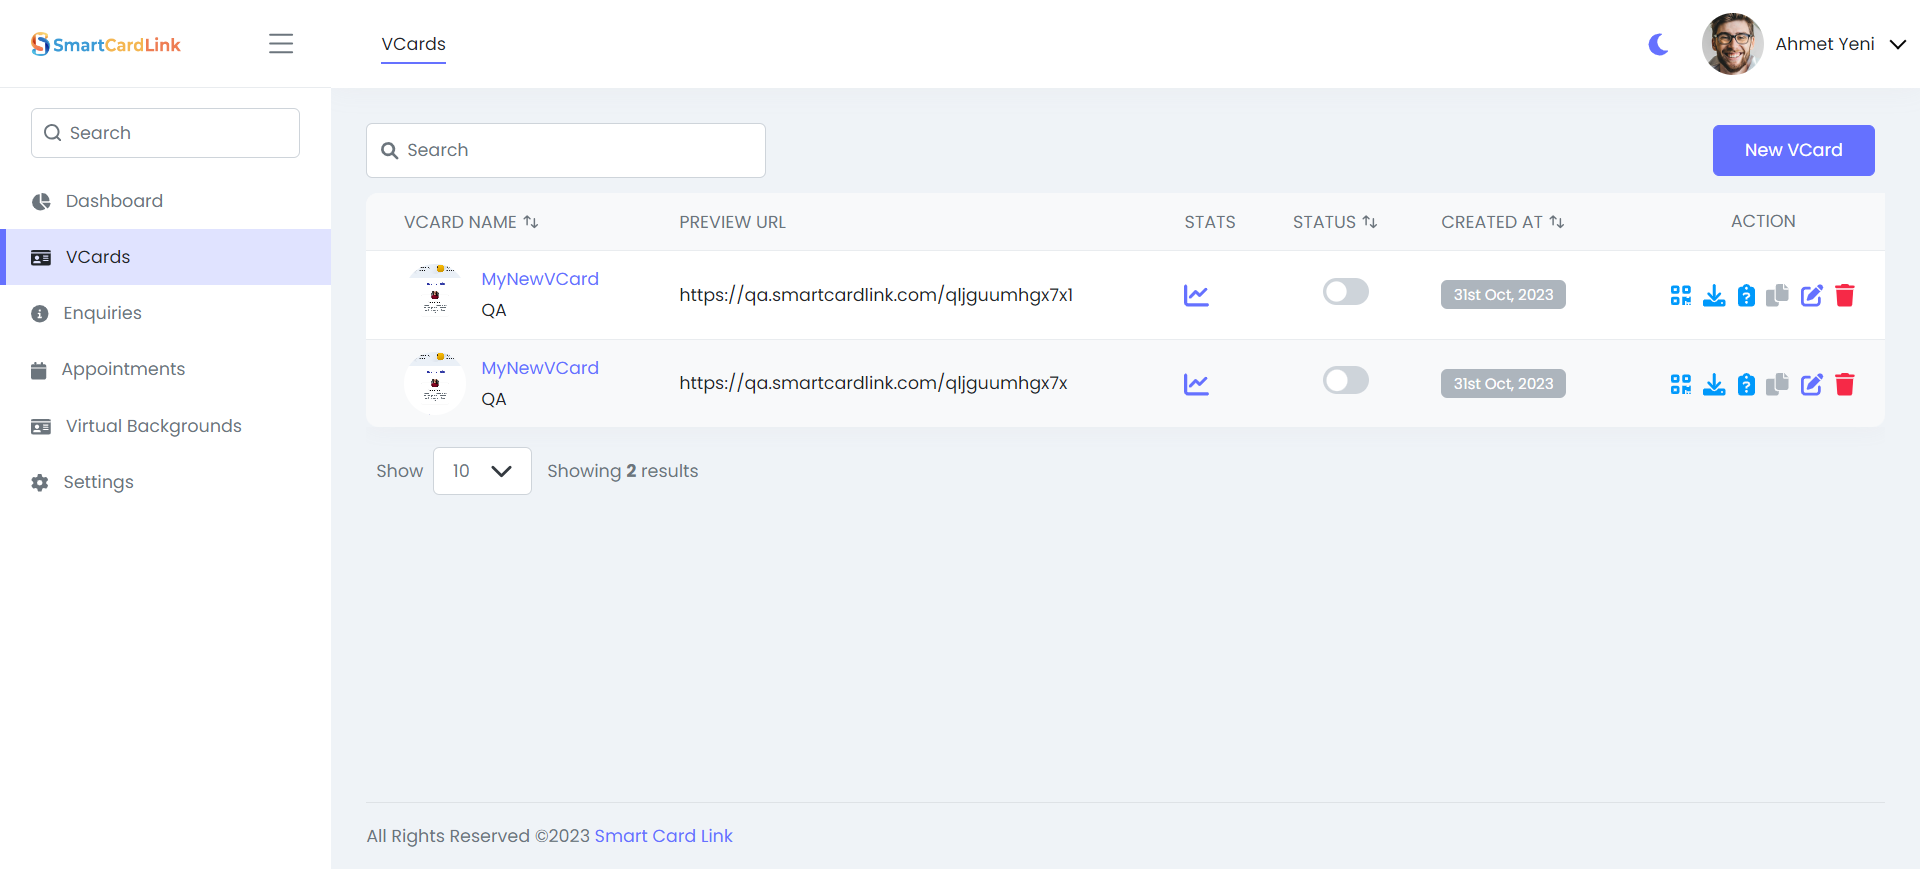 SmartCardLink
VCards
Ahmet Yeni
Search
Dashboard
VCards
Enquiries
Appointments
Virtual Backgrounds
Settings
Search
New VCard
VCARD NAME PREVIEW URL STATS STATUS CREATED AT ACTION
MyNewVCard
QA
https://qa.smartcardlink.com/qljguumhgx7x1
31st Oct, 2023
MyNewVCard
QA
https://qa.smartcardlink.com/qljguumhgx7x
31st Oct, 2023
Show 10 Showing 2 results
All Rights Reserved ©2023 Smart Card Link